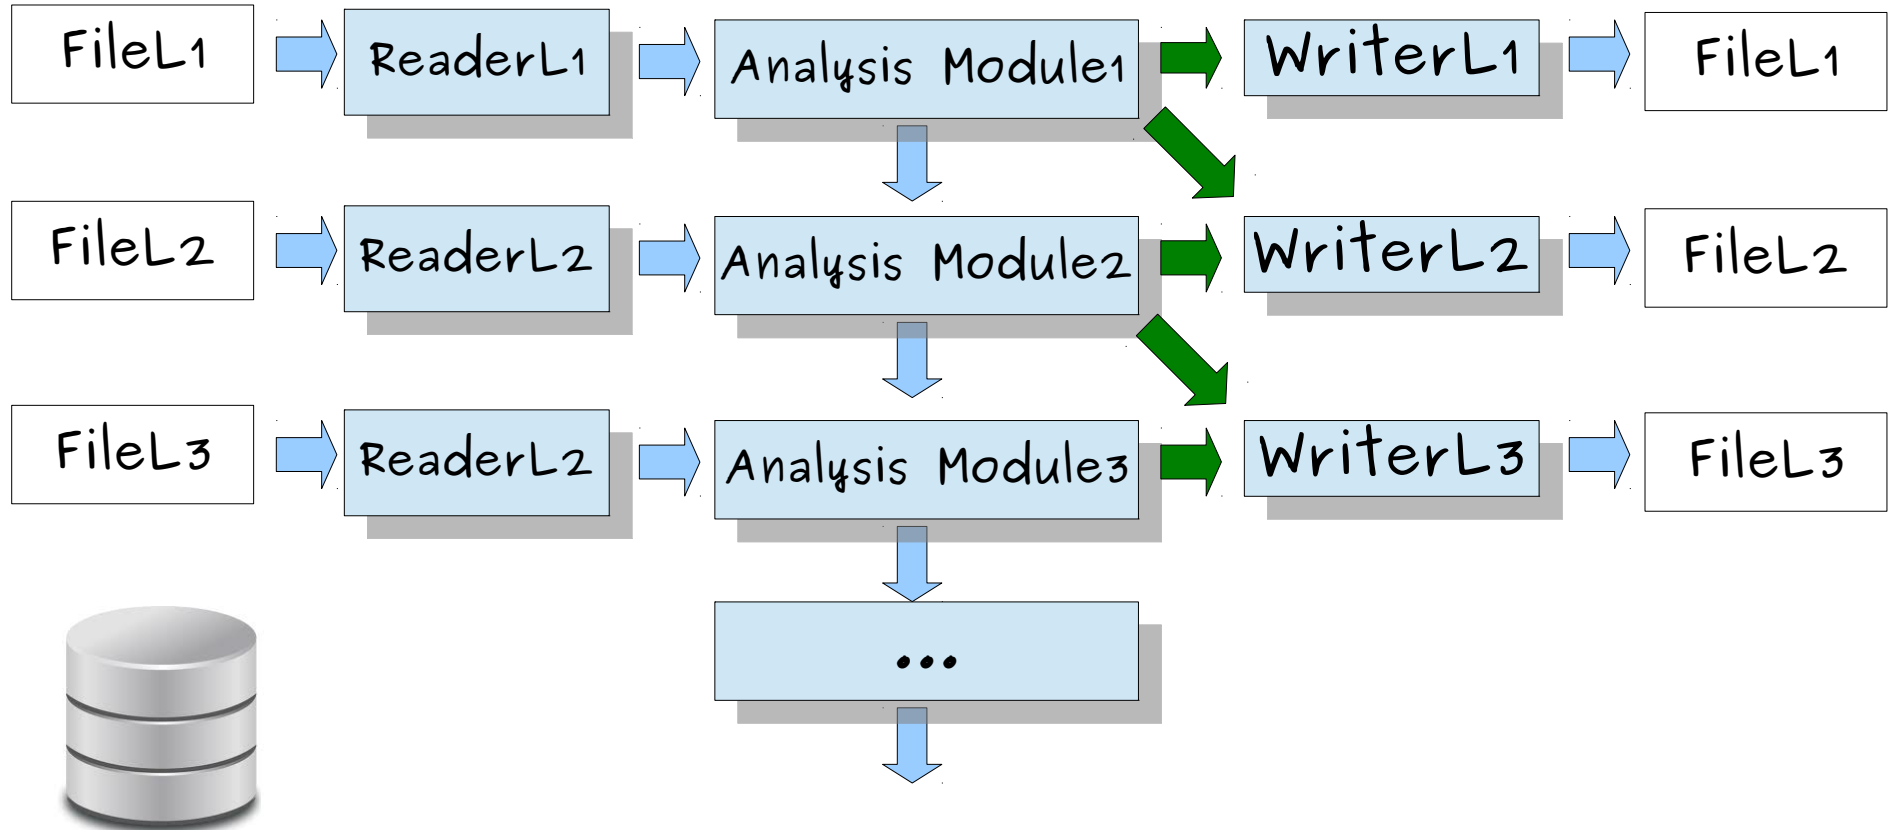 FileL1
ReaderL1
Analysis Module1
WriterL1
FileL1
FileL2
ReaderL2
Analysis Module2
WriterL2
FileL2
FileL3
ReaderL2
Analysis Module3
WriterL3
FileL3
...